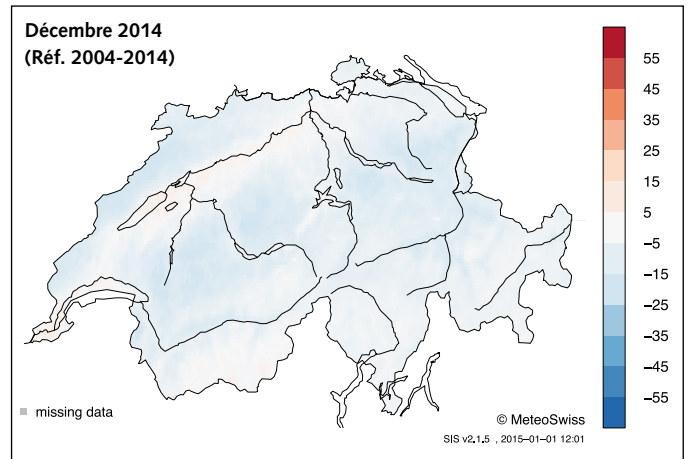 Décembre 2014
(Réf. 2004-2014)
55
45
35
25
15
5
−5
−15
−25
−35
−45
−55
missing data
© MeteoSwiss
SIS v2.1.5 , 2015−01−01 12:01